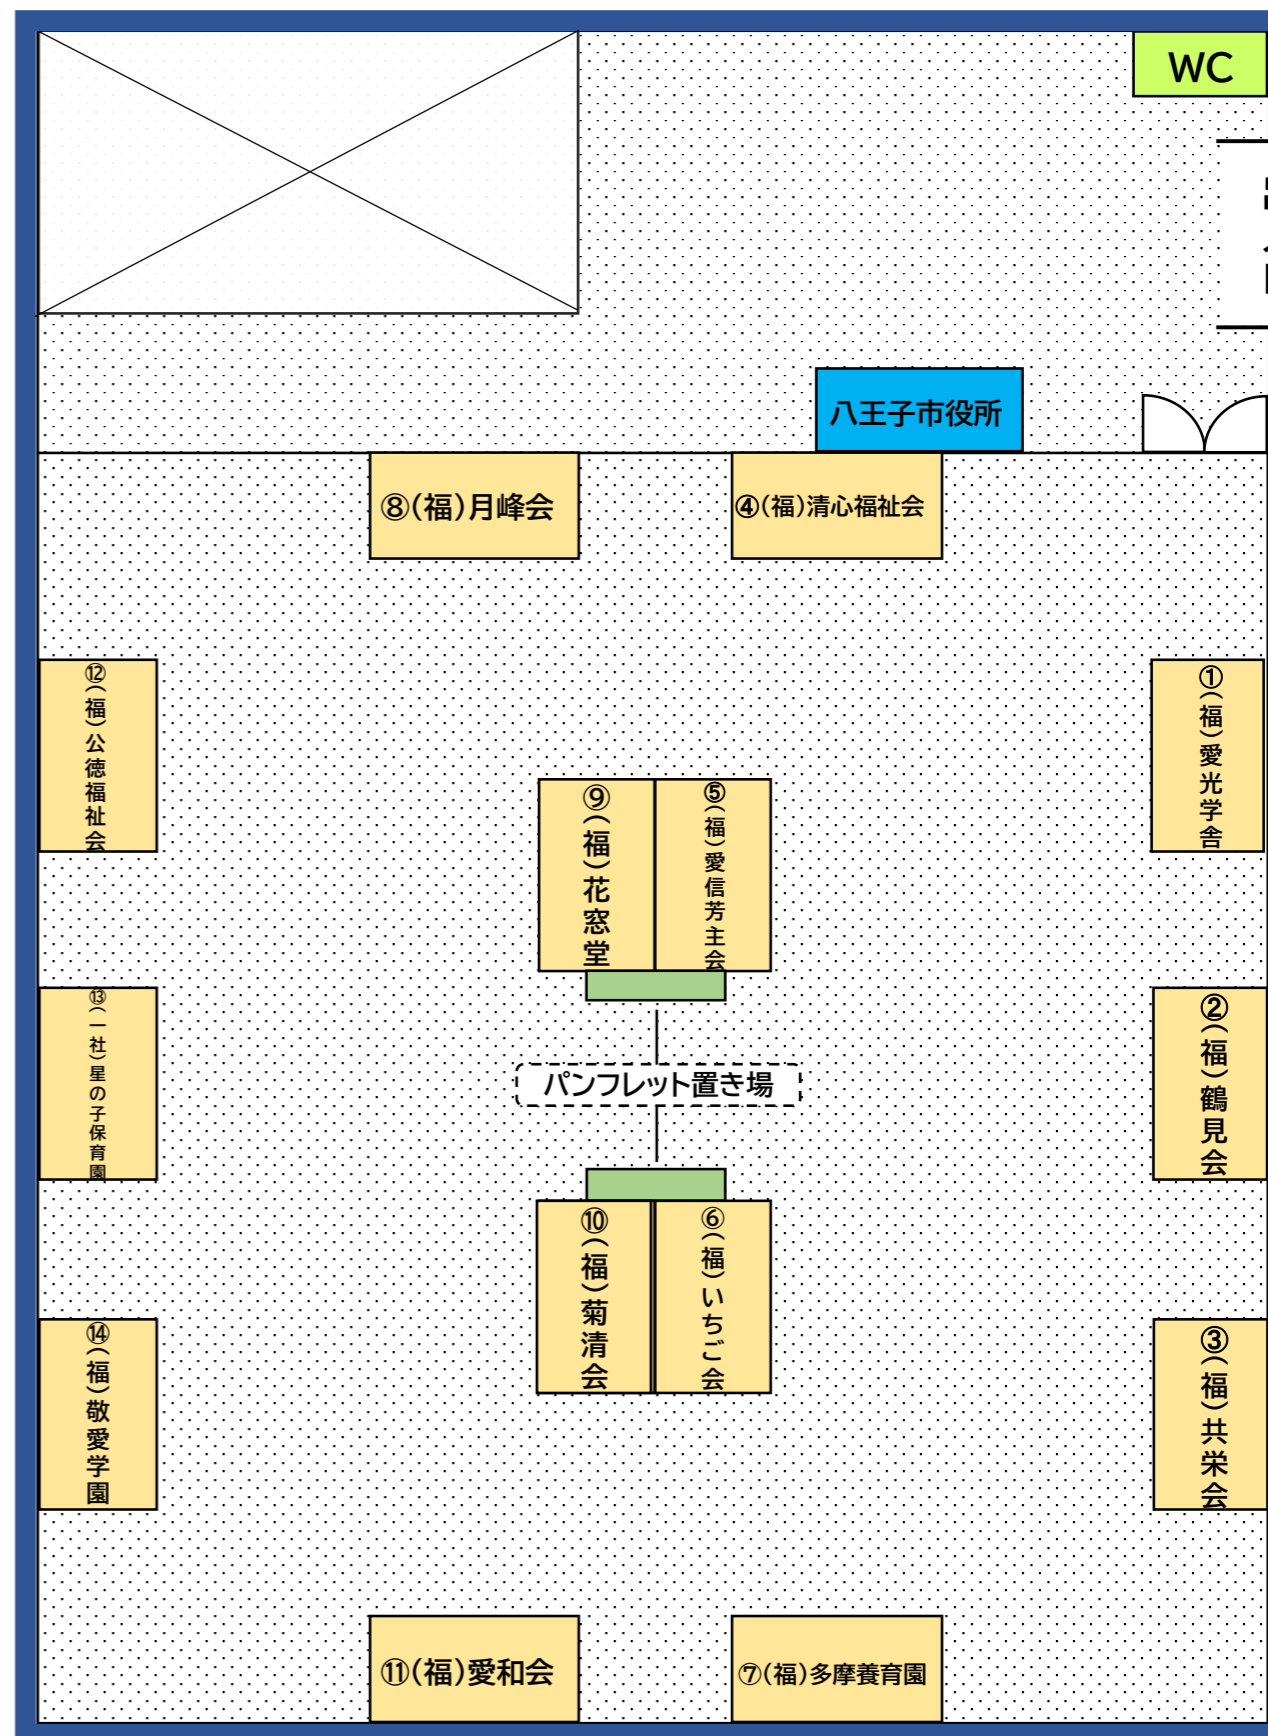 WC
八王子市役所
⑧(福)月峰会
④(福)清心福祉会
⑫(福)公徳福祉会
①(福)愛光学舎
⑨(福)花窓堂
⑤(福)愛信芳主会
⑬(一社)星の子保育園
②(福)鶴見会
パンフレット置き場
⑩(福)菊清会
⑥(福)いちご会
⑭(福)敬愛学園
③(福)共栄会
⑪(福)愛和会
⑦(福)多摩養育園